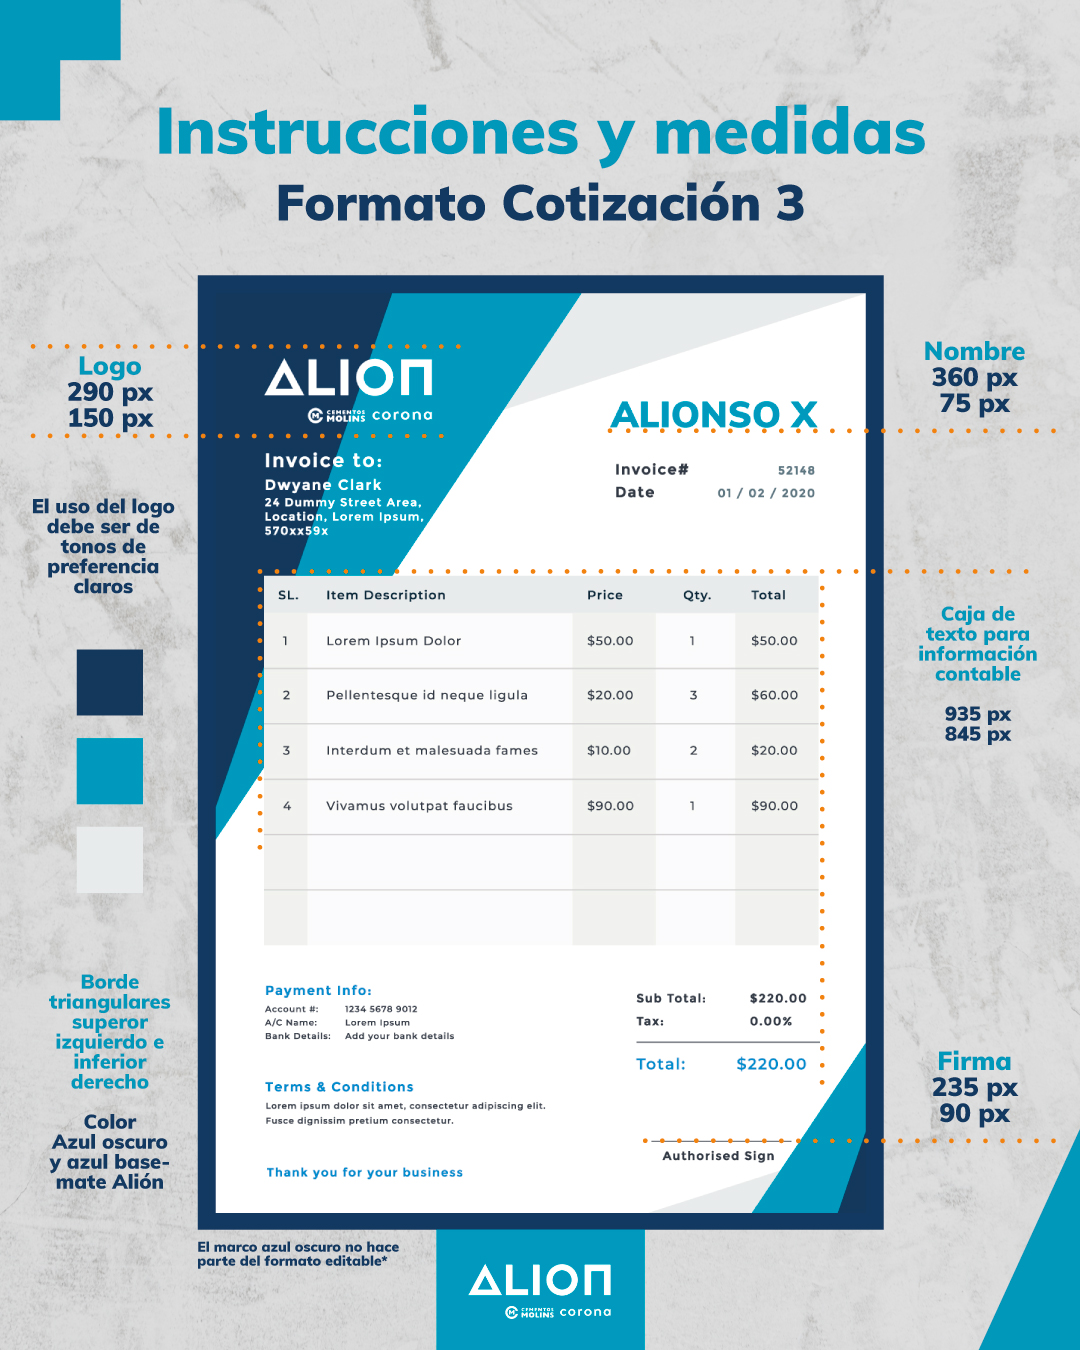 Instrucciones y medidas
Formato Cotización 3
Logo
290 px
150 px
El uso del logo
debe ser de
tonos de
preferencia
claros
Borde
triangulares
superor
izquierdo e
inferior
derecho
Color
Azul oscuro
y azul base-
mate Alión
ALION
CEMENTOS MOLINS corona
Invoice to:
Dwyane Clark
24 Dummy Street Area,
Location, Lorem Ipsum,
570xx59x
ALIONSO X
Invoice# 52148
Date 01 / 02 / 2020
SL. Item Description Price Qty. Total
1 Lorem Ipsum Dolor $50.00 1 $50.00
2 Pellentesque id neque ligula $20.00 3 $60.00
3 Interdum et malesuada fames $10.00 2 $20.00
4 Vivamus volutpat faucibus $90.00 1 $90.00
Payment Info:
Account #: 1234 5678 9012
A/C Name: Lorem Ipsum
Bank Details: Add your bank details
Terms & Conditions
Lorem ipsum dolor sit amet, consectetur adipiscing elit.
Fusce dignissim pretium consectetur.
Thank you for your business
Sub Total: $220.00
Tax: 0.00%
Total: $220.00
Authorised Sign
Nombre
360 px
75 px
Caja de
texto para
información
contable
935 px
845 px
Firma
235 px
90 px
El marco azul oscuro no hace
parte del formato editable*
ALION
CEMENTOS MOLINS corona